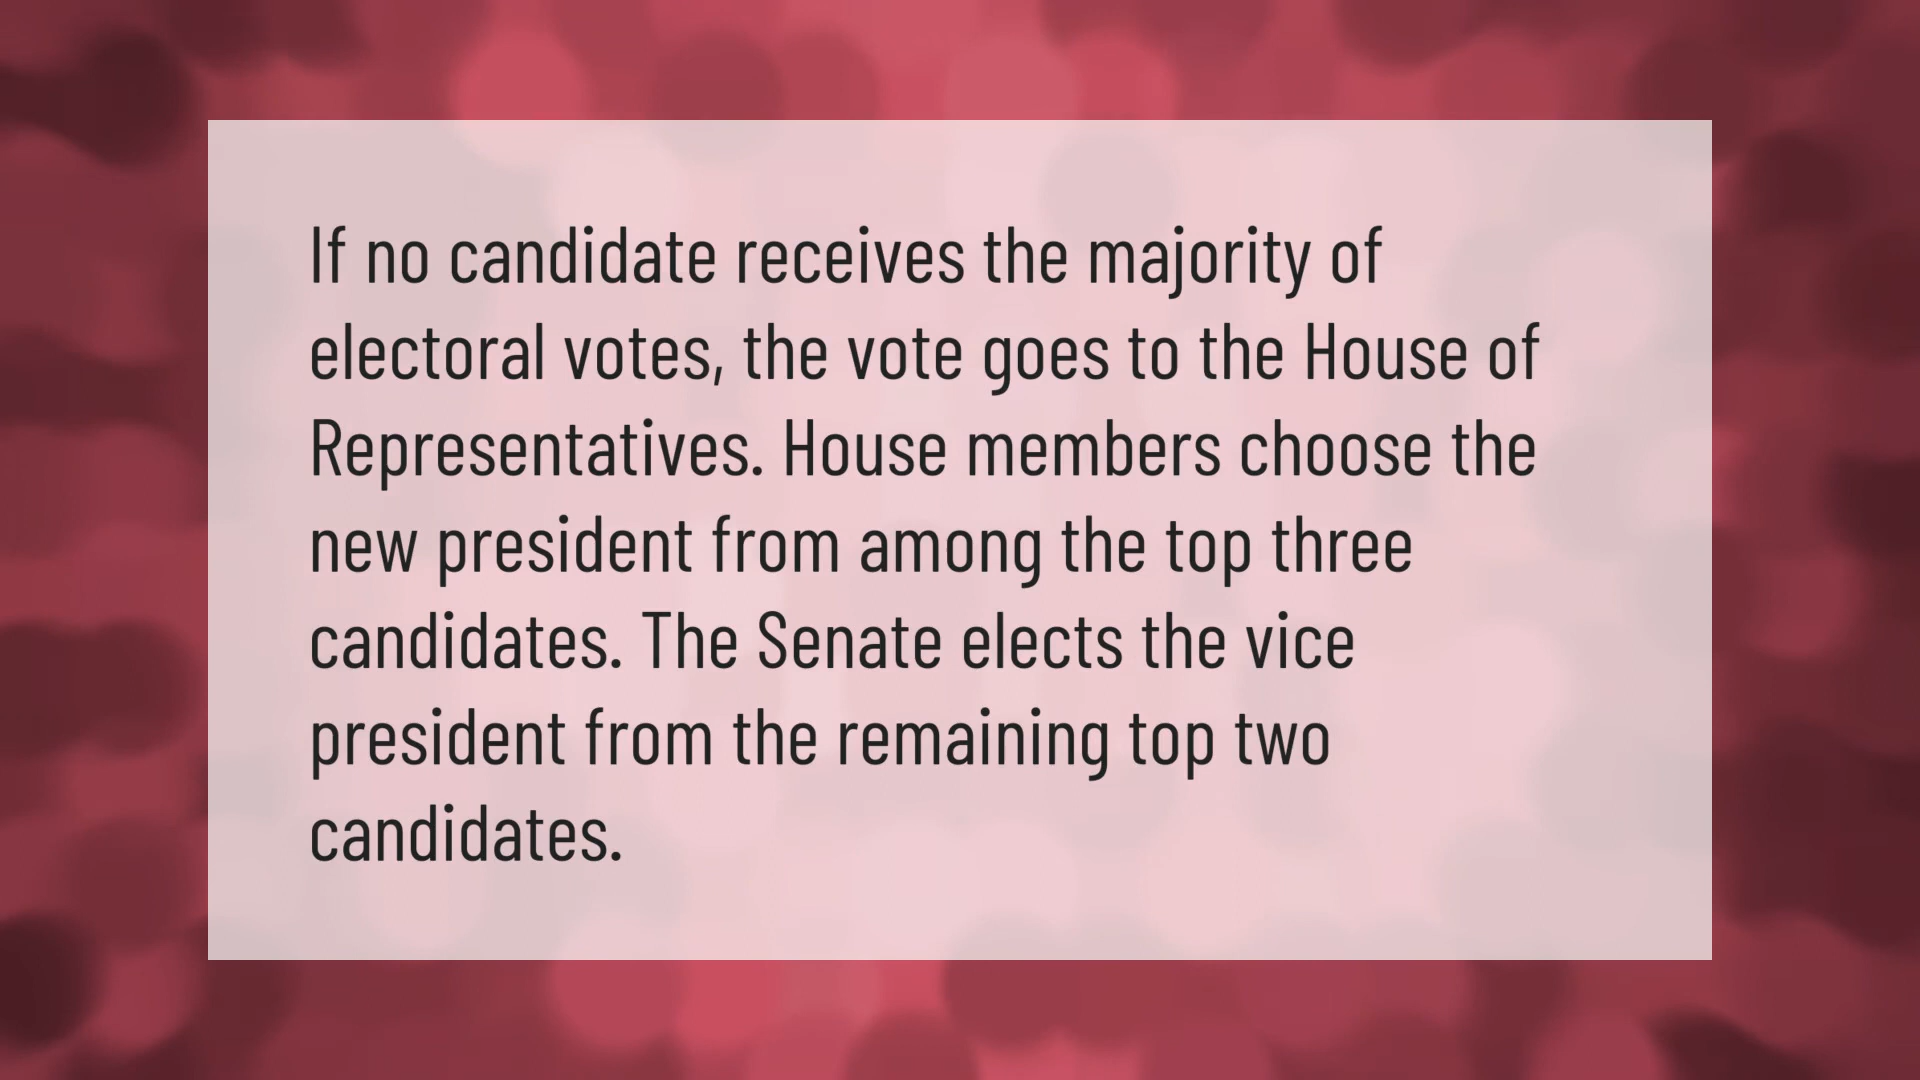 If no candidate receives the majority of
electoral votes, the vote goes to the House of
Representatives. House members choose the
new president from among the top three
candidates. The Senate elects the vice
president from the remaining top two
candidates.